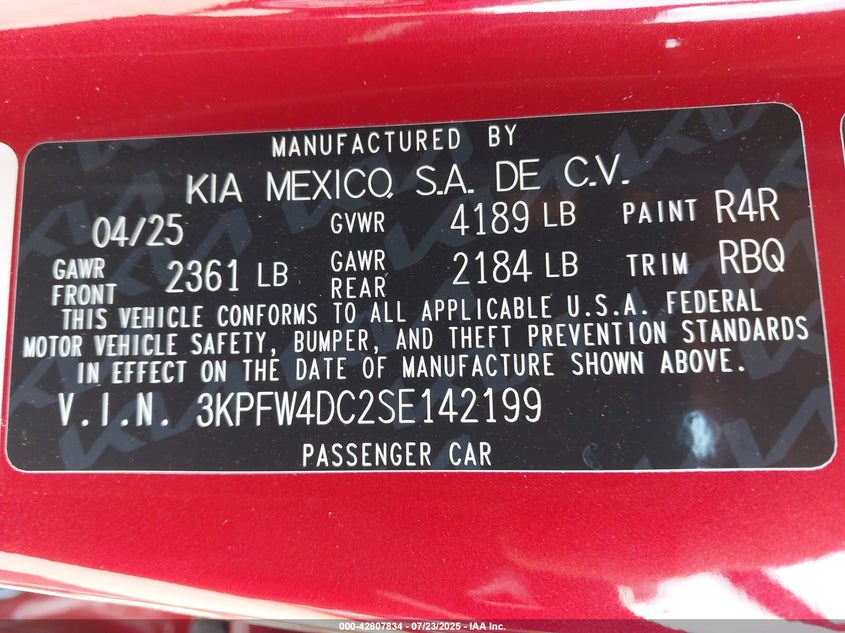 MANUFACTURED BY
KIA MEXICO, S.A. DE C.V.
04/25 GVWR 4189 LB PAINT R4R
GAWR FRONT 2361 LB GAWR REAR 2184 LB TRIM RBQ
THIS VEHICLE CONFORMS TO ALL APPLICABLE U.S.A. FEDERAL
MOTOR VEHICLE SAFETY, BUMPER, AND THEFT PREVENTION STANDARDS
IN EFFECT ON THE DATE OF MANUFACTURE SHOWN ABOVE.
V.I.N. 3KPFW4DC2SE142199
PASSENGER CAR
000-42807834 - 07/23/2025 - IAA Inc.